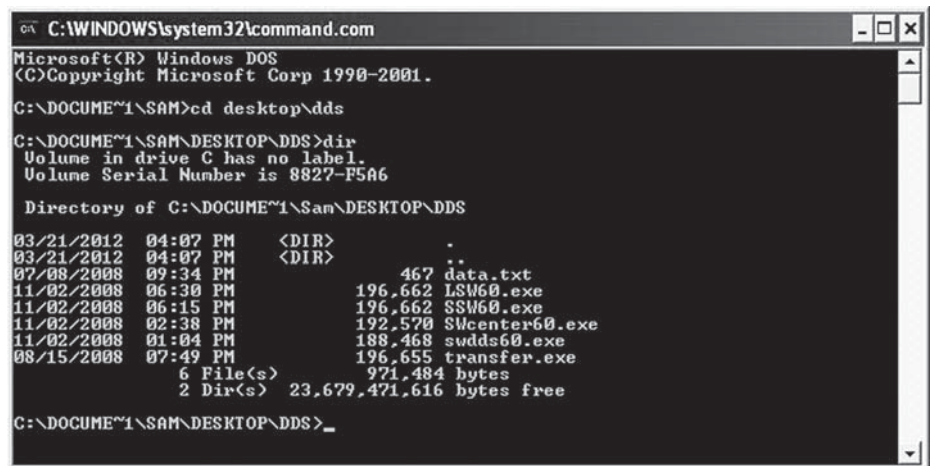 C:\WINDOWS\system32\command.com
Microsoft(R) Windows DOS
(C)Copyright Microsoft Corp 1990-2001.
C:\DOCUME~1\SAM>cd desktop\dds
C:\DOCUME~1\SAM\DESKTOP\DDS>dir
Volume in drive C has no label.
Volume Serial Number is 8827-F5A6
Directory of C:\DOCUME~1\Sam\DESKTOP\DDS
03/21/2012 04:07 PM <DIR> .
03/21/2012 04:07 PM <DIR> ..
07/08/2008 09:34 PM 467 data.txt
11/02/2008 06:30 PM 196,662 LSW60.exe
11/02/2008 06:15 PM 196,662 SSW60.exe
11/02/2008 02:38 PM 192,570 SWcenter60.exe
11/02/2008 01:04 PM 188,468 swdds60.exe
08/15/2008 07:49 PM 196,655 transfer.exe
6 File(s) 971,484 bytes
2 Dir(s) 23,679,471,616 bytes free
C:\DOCUME~1\SAM\DESKTOP\DDS>_